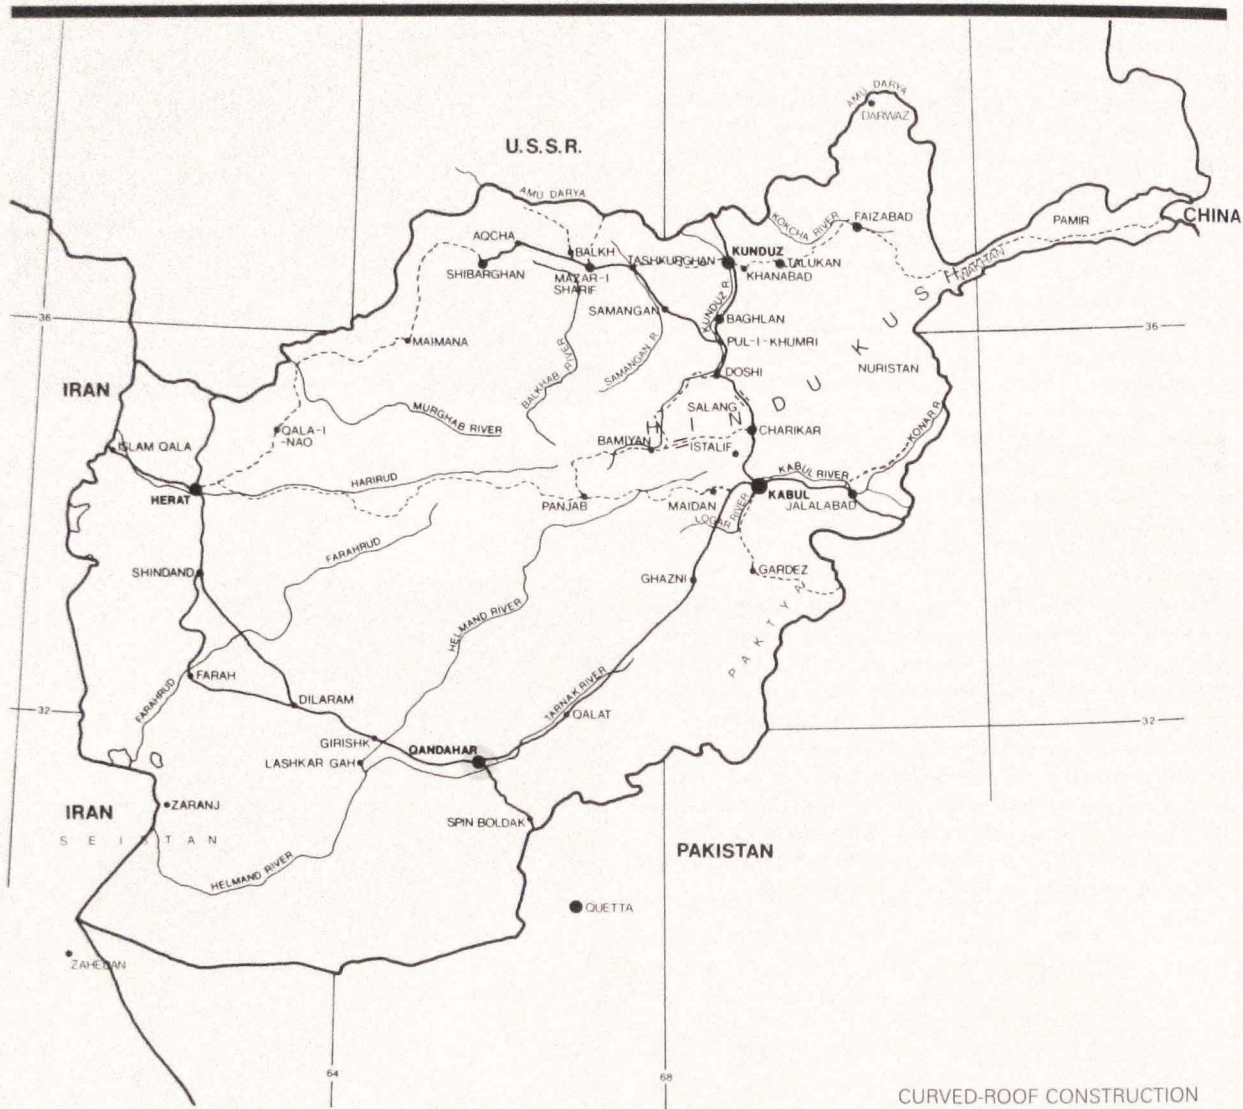 AMU DARYA
DARWAZ
U.S.S.R.
AMU DARYA
KOKCHA RIVER
FAIZABAD
PAMIR
CHINA
AQCHA
BALKH
TASHKURGHAN
KUNDUZ
TALUKAN
WAKHAN
SHIBARGHAN
MAZAR-I
SHARIF
KHANABAD
SAMANGAN
KUNDUZ R.
BAGHLAN
36
36
MAIMANA
PUL-I-KHUMRI
BALKHAB RIVER
SAMANGAN R.
DOSHI
NURISTAN
HINDU KUSH
IRAN
MURGHAB RIVER
SALANG
QALA-I
-NAO
CHARIKAR
KONAR R.
ISLAM QALA
BAMIYAN
ISTALIF
HARIRUD
KABUL RIVER
HERAT
PANJAB
MAIDAN
KABUL
JALALABAD
LOGAR RIVER
FARAHRUD
SHINDAND
GHAZNI
GARDEZ
HELMAND RIVER
PAKTYA
FARAH
FARAHRUD
TARNAK RIVER
DILARAM
QALAT
32
32
GIRISHK
QANDAHAR
LASHKAR GAH
ZARANJ
IRAN
SEISTAN
SPIN BOLDAK
PAKISTAN
HELMAND RIVER
QUETTA
ZAHEDAN
64
68
CURVED-ROOF CONSTRUCTION